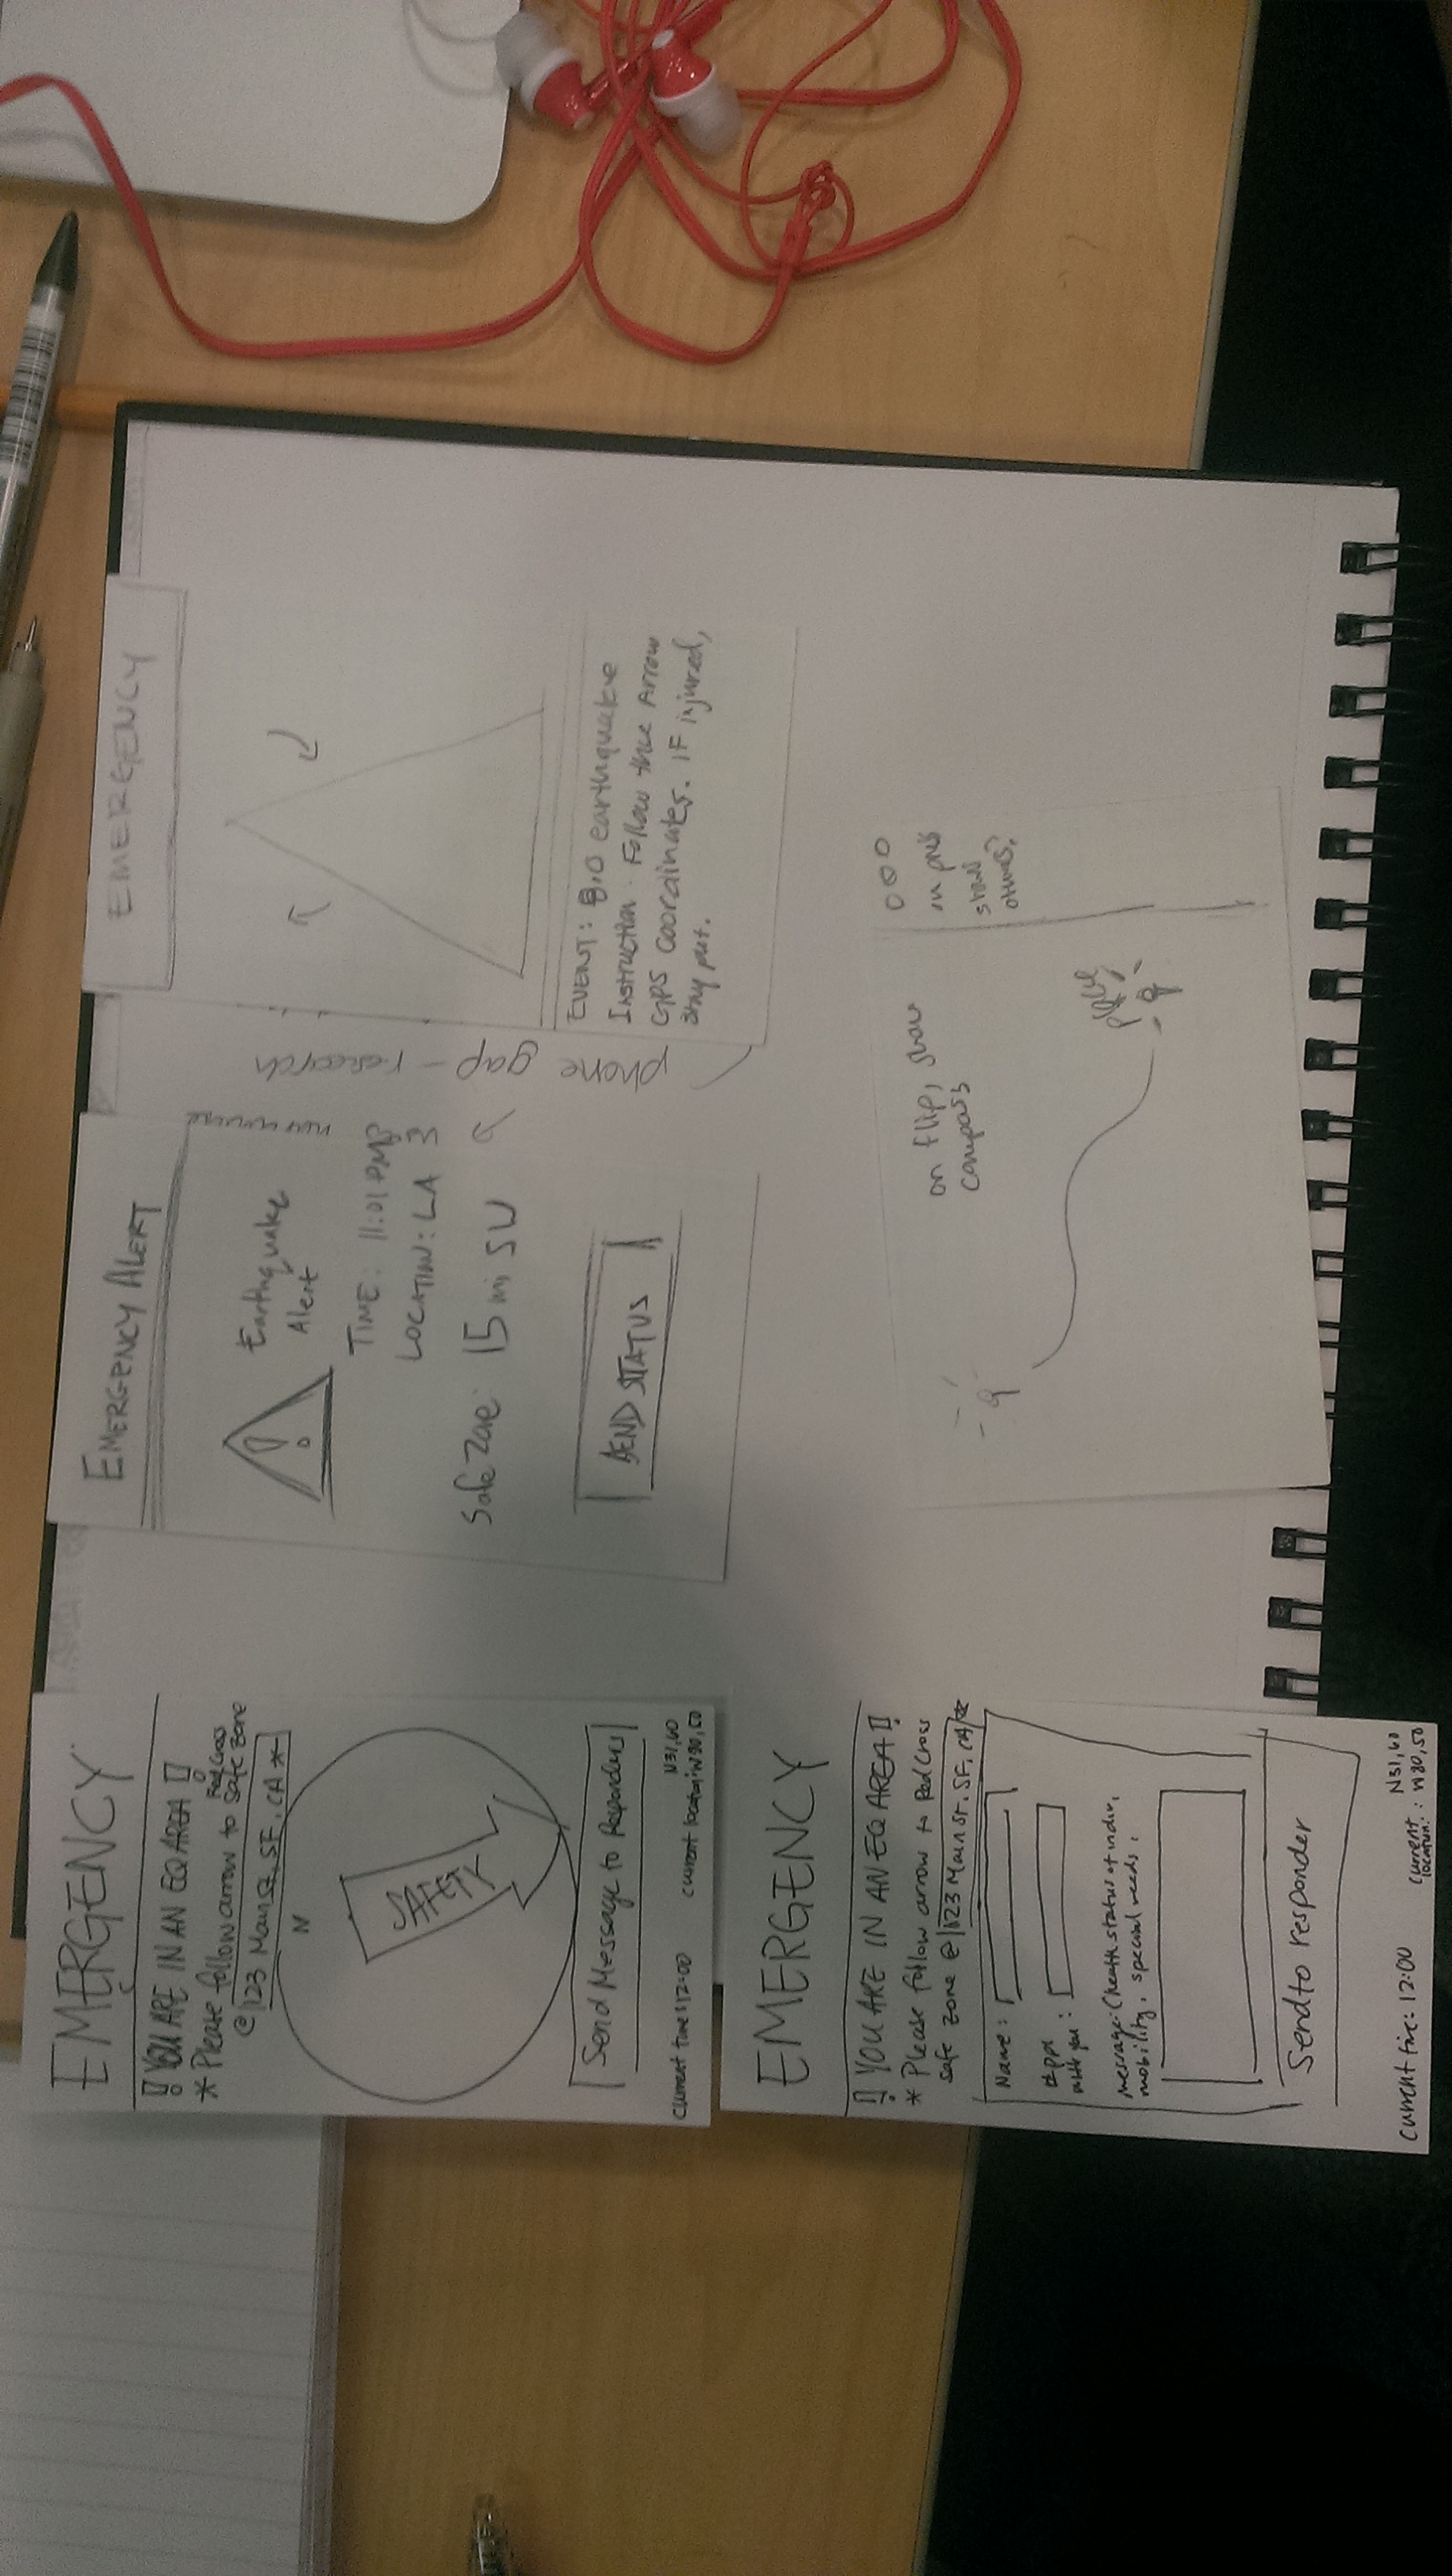 EMERGENCY
!! YOU ARE IN AN EQ AREA !!
Red Cross
* Please follow arrow to safe zone
@ 123 Main St. SF, CA *
N
SAFETY
Send Message to Responders
N31,60
current time: 12:00 current location: W80,50
EMERGENCY ALERT
Earthquake
Alert
TIME: 11:01 PM
LOCATION: LA
Safe Zone: 15 mi SW
SEND STATUS
phone gap - research
EMERGENCY
EVENT: 8.0 earthquake
Instruction: Follow the Arrow
GPS coordinates. IF injured,
stay put.
EMERGENCY
!! YOU ARE IN AN EQ AREA !!
* Please follow arrow to Red Cross
safe zone @ 123 Main St. SF, CA *
Name:
# ppl
with you:
message: (health status of indiv,
mobility, special needs,
Send to responder
N31,60
current time: 12:00 current location: W80,50
on flip, show
compass
show
others?